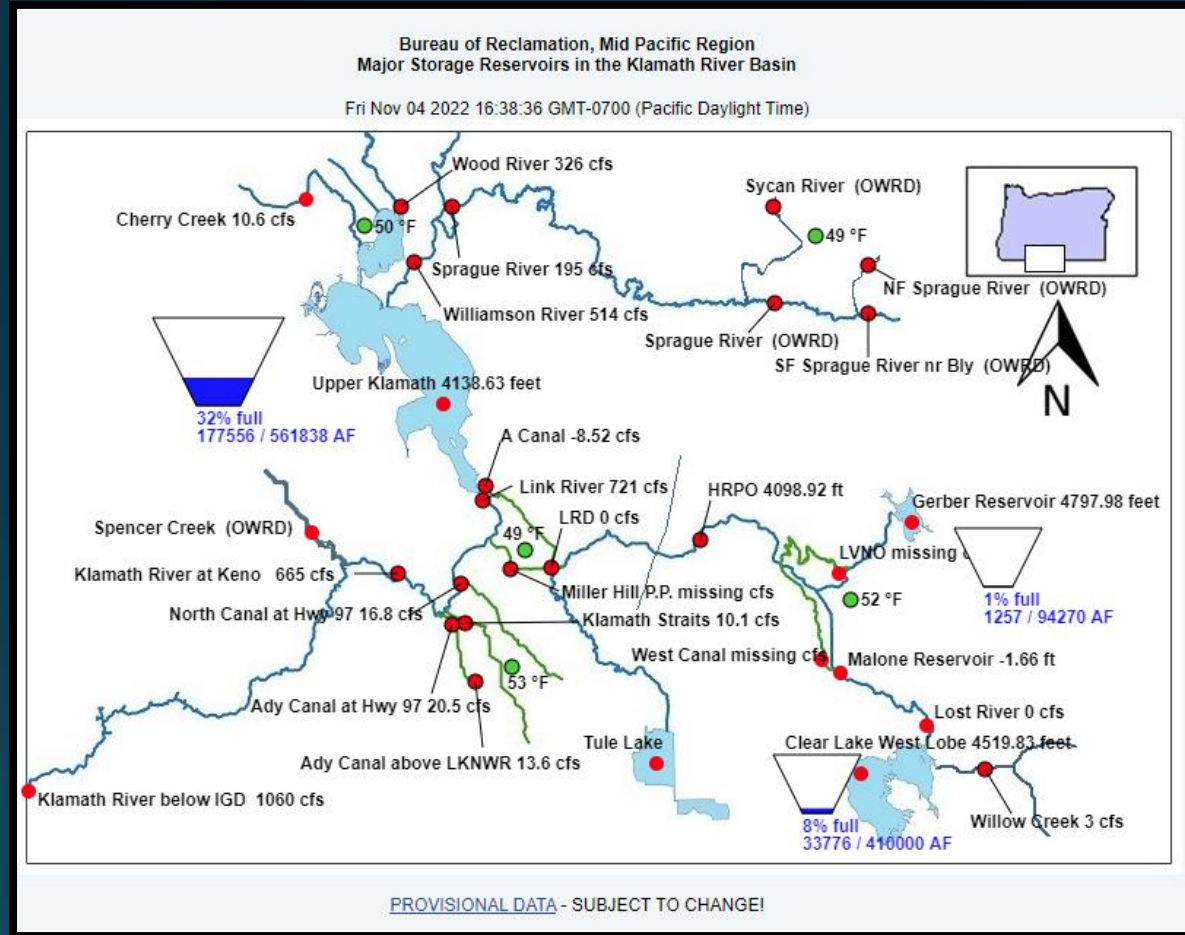 Bureau of Reclamation, Mid Pacific Region
Major Storage Reservoirs in the Klamath River Basin
Fri Nov 04 2022 16:38:36 GMT-0700 (Pacific Daylight Time)
Wood River 326 cfs
Sycan River (OWRD)
Cherry Creek 10.6 cfs
50 °F
49 °F
Sprague River 195 cfs
NF Sprague River (OWRD)
Williamson River 514 cfs
Sprague River (OWRD)
SF Sprague River nr Bly (OWRD)
Upper Klamath 4138.63 feet
N
32% full
177556 / 561838 AF
A Canal -8.52 cfs
Link River 721 cfs
HRPO 4098.92 ft
Gerber Reservoir 4797.98 feet
LRD 0 cfs
Spencer Creek (OWRD)
49 °F
LVNO missing c
Klamath River at Keno 665 cfs
Miller Hill P.P. missing cfs
52 °F
1% full
1257 / 94270 AF
North Canal at Hwy 97 16.8 cfs
Klamath Straits 10.1 cfs
West Canal missing cfs
Malone Reservoir -1.66 ft
53 °F
Ady Canal at Hwy 97 20.5 cfs
Lost River 0 cfs
Tule Lake
Clear Lake West Lobe 4519.83 feet
Ady Canal above LKNWR 13.6 cfs
Klamath River below IGD 1060 cfs
8% full
33776 / 410000 AF
Willow Creek 3 cfs
PROVISIONAL DATA - SUBJECT TO CHANGE!